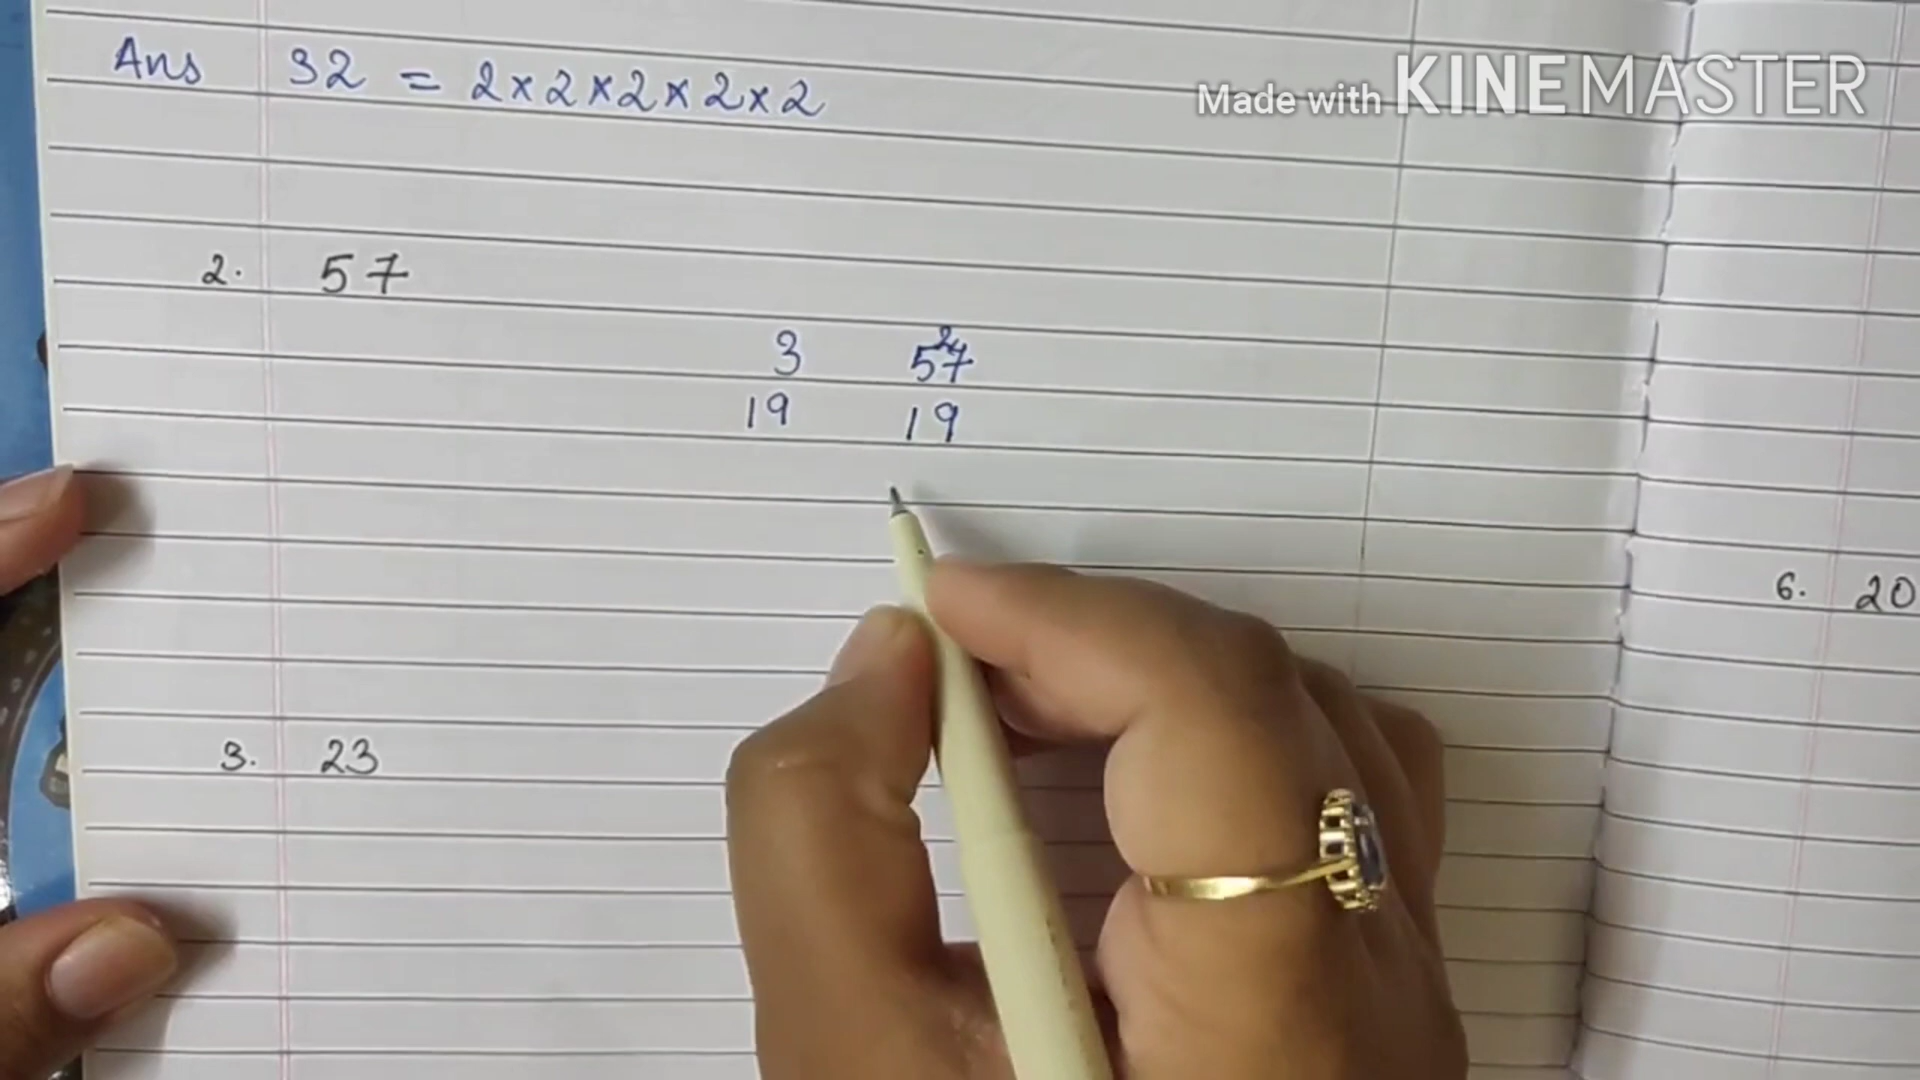 Ans 32 = 2×2×2×2×2
Made with KINEMASTER
2. 57
3 5²7
19 19
6. 20
3. 23